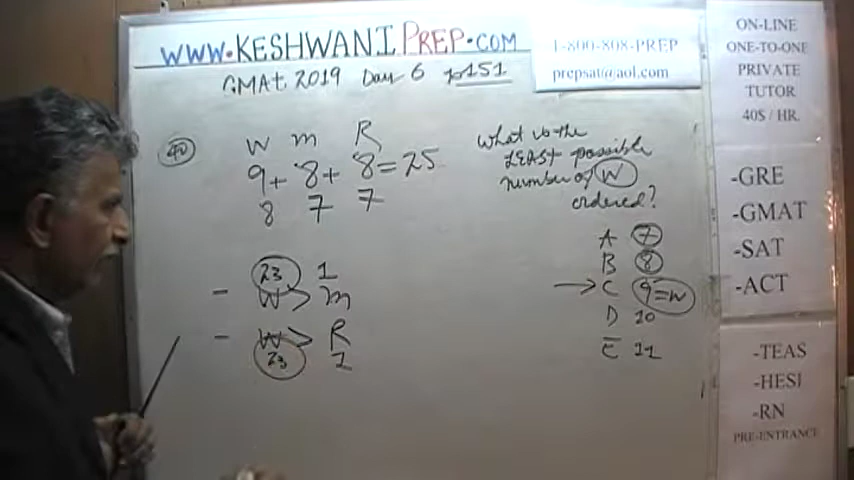 WWW.KESHWANI PREP.COM
GMAT 2019 Day 6 p151
1-800-808-PREP
prepsat@aol.com
40
W m R
9+ 8+ 8=25
8 7 7
23 1
- W > m
- W > R
23 1
What is the
LEAST possible
number of W
ordered?
A 7
B 8
→ C 9=W
D 10
E 11
ON-LINE
ONE-TO-ONE
PRIVATE
TUTOR
40$ / HR.
-GRE
-GMAT
-SAT
-ACT
-TEAS
-HESI
-RN
PRE-ENTRANCE